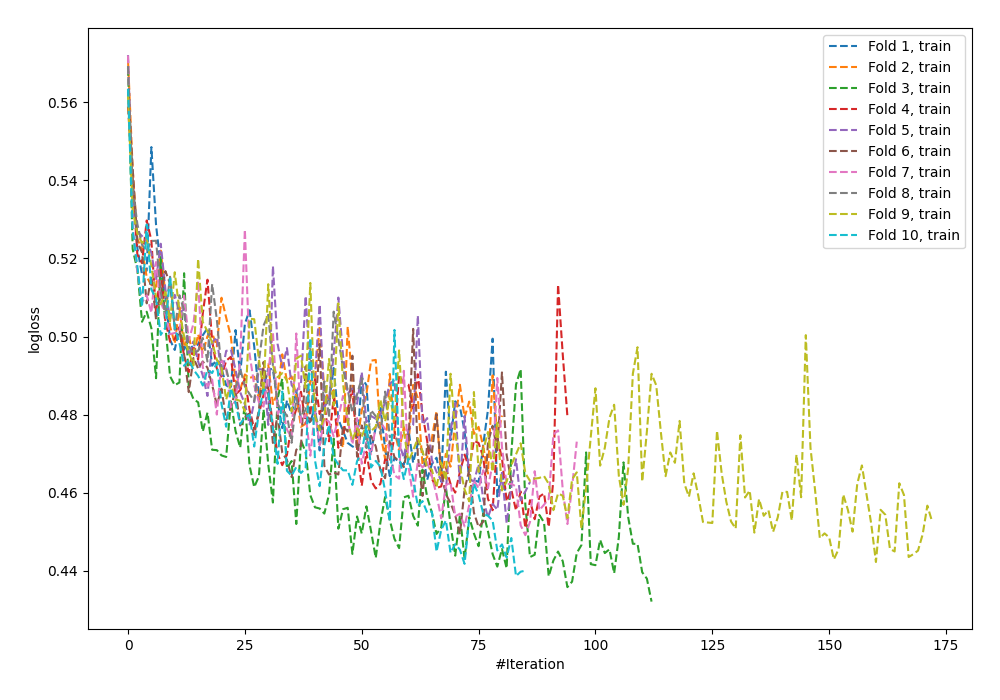 0.56
0.54
0.52
0.50
0.48
0.46
0.44
logloss
0
25
50
75
100
125
150
175
#Iteration
Fold 1, train
Fold 2, train
Fold 3, train
Fold 4, train
Fold 5, train
Fold 6, train
Fold 7, train
Fold 8, train
Fold 9, train
Fold 10, train